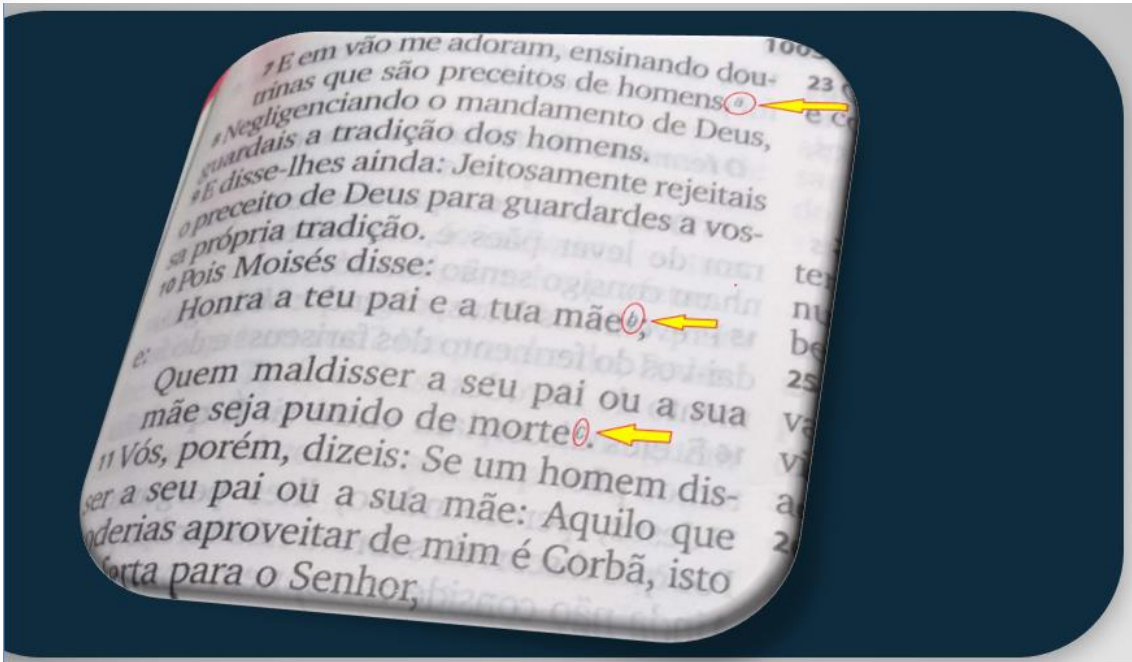 1005
7 E em vão me adoram, ensinando dou-
trinas que são preceitos de homens.a
8 Negligenciando o mandamento de Deus,
guardais a tradição dos homens.
9 E disse-lhes ainda: Jeitosamente rejeitais
o preceito de Deus para guardardes a vos-
sa própria tradição.
10 Pois Moisés disse:
Honra a teu pai e a tua mãe b;
e:
Quem maldisser a seu pai ou a sua
mãe seja punido de morte c.
11 Vós, porém, dizeis: Se um homem dis-
ser a seu pai ou a sua mãe: Aquilo que
poderias aproveitar de mim é Corbã, isto
para o Senhor,
23
e
25